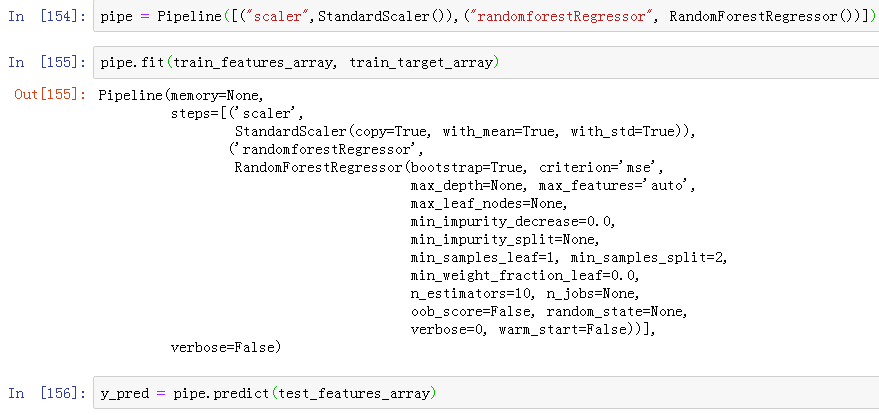 In [154]: pipe = Pipeline([("scaler",StandardScaler()),("randomforestRegressor", RandomForestRegressor())])
In [155]: pipe.fit(train_features_array, train_target_array)
Out[155]: Pipeline(memory=None,
         steps=[('scaler',
                 StandardScaler(copy=True, with_mean=True, with_std=True)),
                ('randomforestRegressor',
                 RandomForestRegressor(bootstrap=True, criterion='mse',
                                       max_depth=None, max_features='auto',
                                       max_leaf_nodes=None,
                                       min_impurity_decrease=0.0,
                                       min_impurity_split=None,
                                       min_samples_leaf=1, min_samples_split=2,
                                       min_weight_fraction_leaf=0.0,
                                       n_estimators=10, n_jobs=None,
                                       oob_score=False, random_state=None,
                                       verbose=0, warm_start=False))],
         verbose=False)
In [156]: y_pred = pipe.predict(test_features_array)